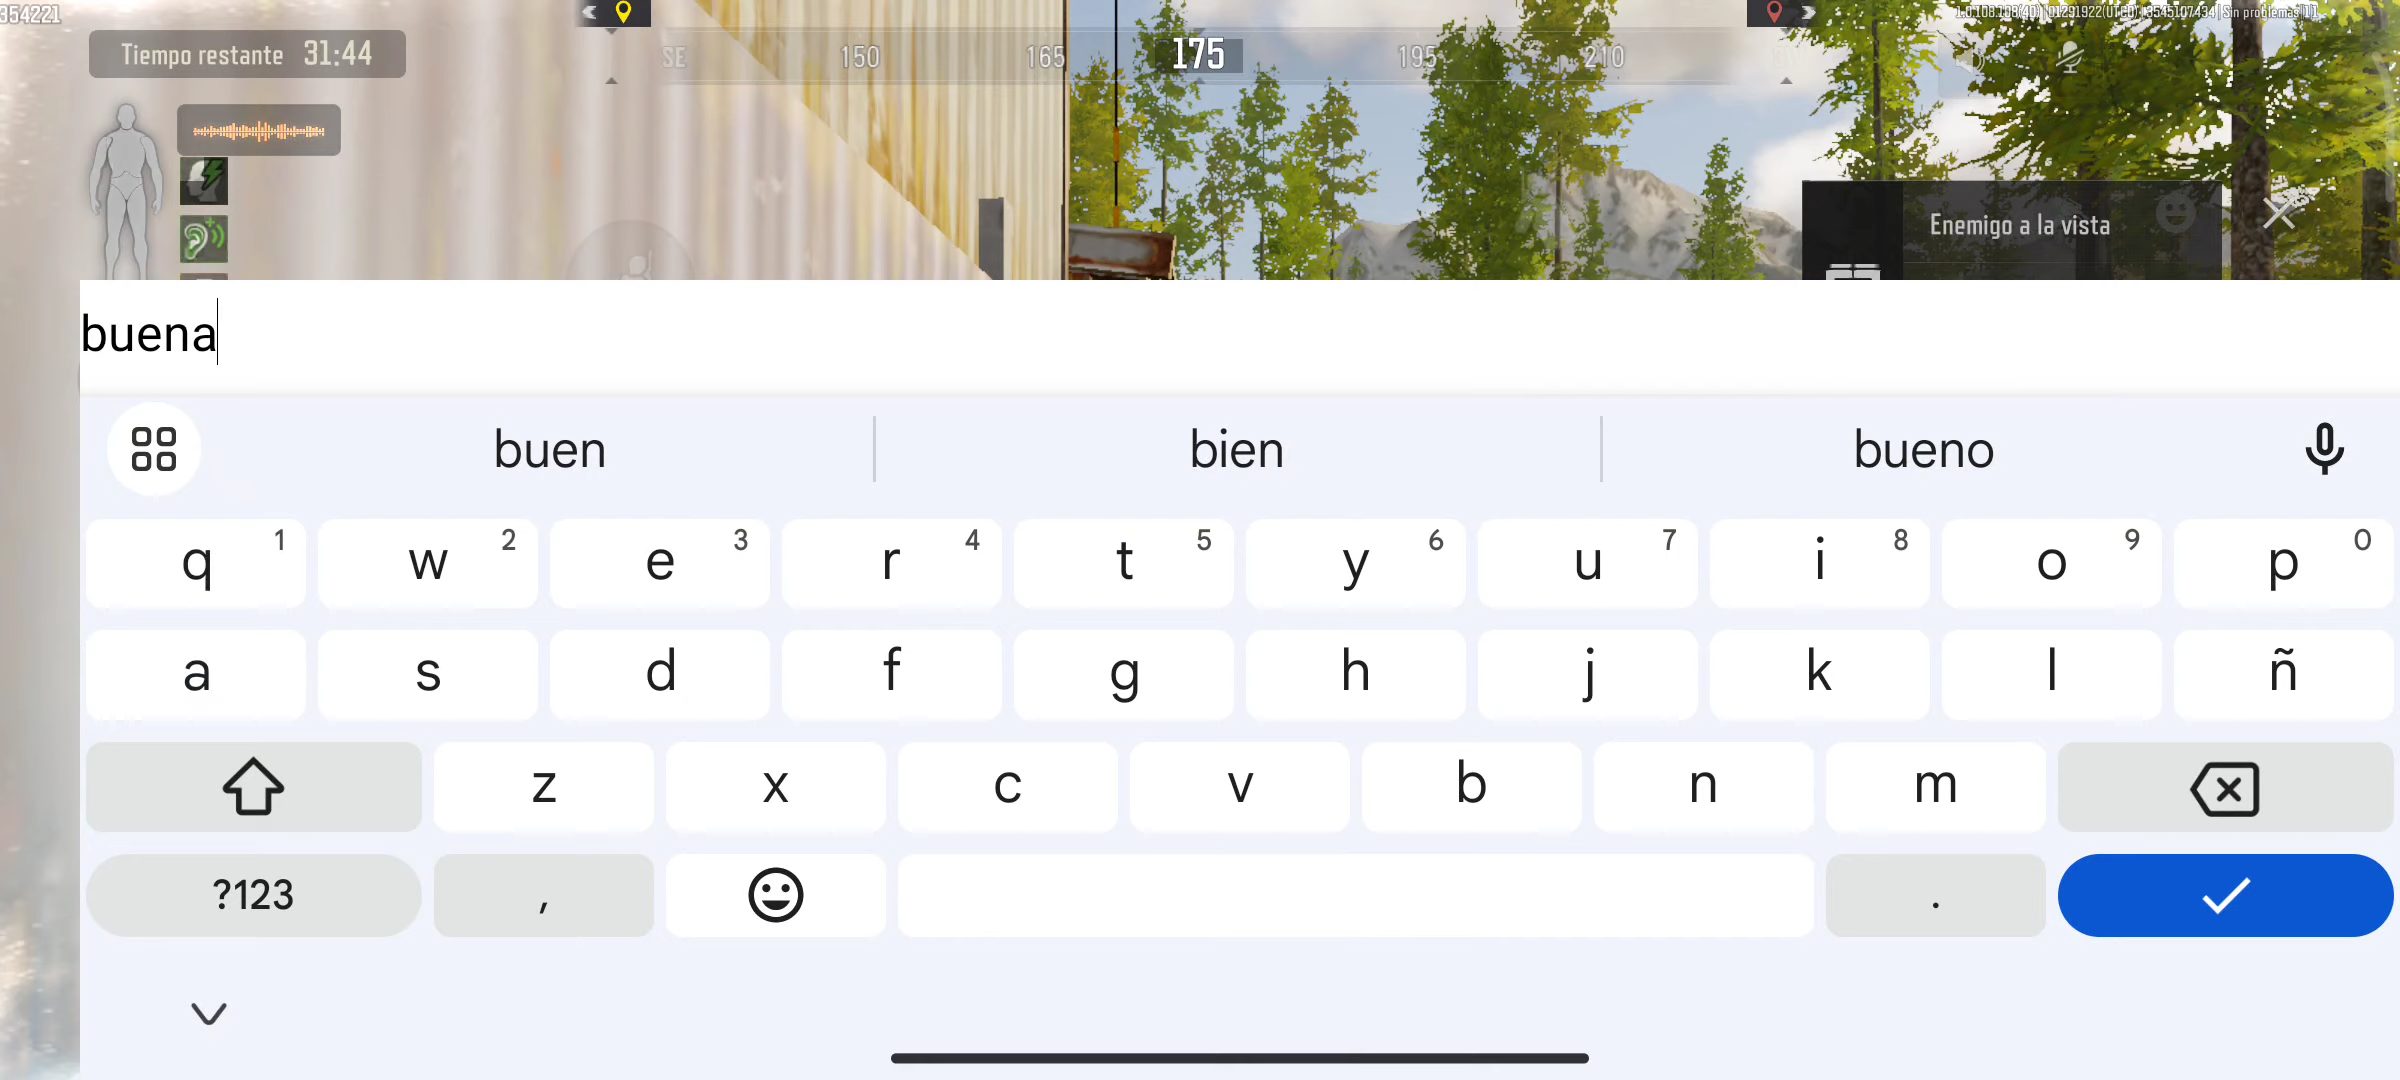 354221
Tiempo restante 31:44
SE 150 165 175 195 210
Enemigo a la vista
buena
buen bien bueno
q 1 w 2 e 3 r 4 t 5 y 6 u 7 i 8 o 9 p 0
a s d f g h j k l ñ
z x c v b n m
?123 , .